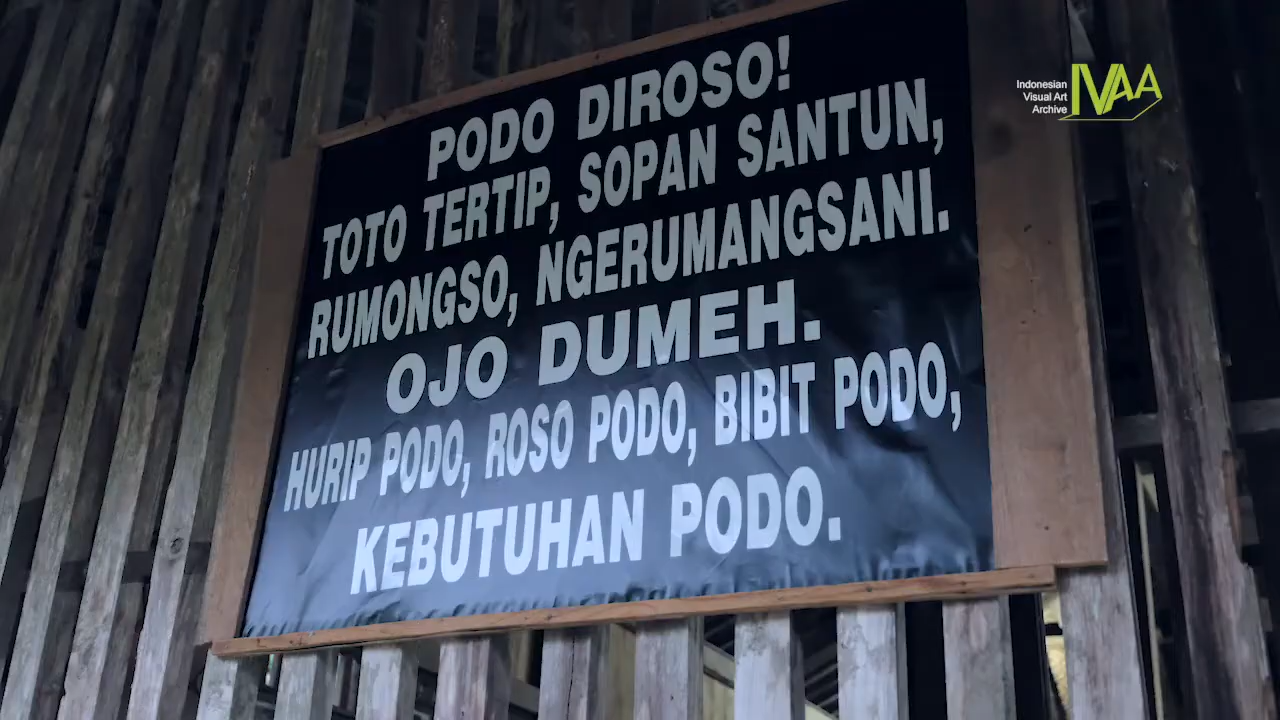 PODO DIROSO!
TOTO TERTIP, SOPAN SANTUN,
RUMONGSO, NGERUMANGSANI.
OJO DUMEH.
HURIP PODO, ROSO PODO, BIBIT PODO,
KEBUTUHAN PODO.
Indonesian
Visual Art
Archive
IVAA